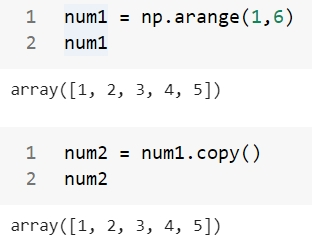 1 num1 = np.arange(1,6)
2 num1
array([1, 2, 3, 4, 5])
1 num2 = num1.copy()
2 num2
array([1, 2, 3, 4, 5])